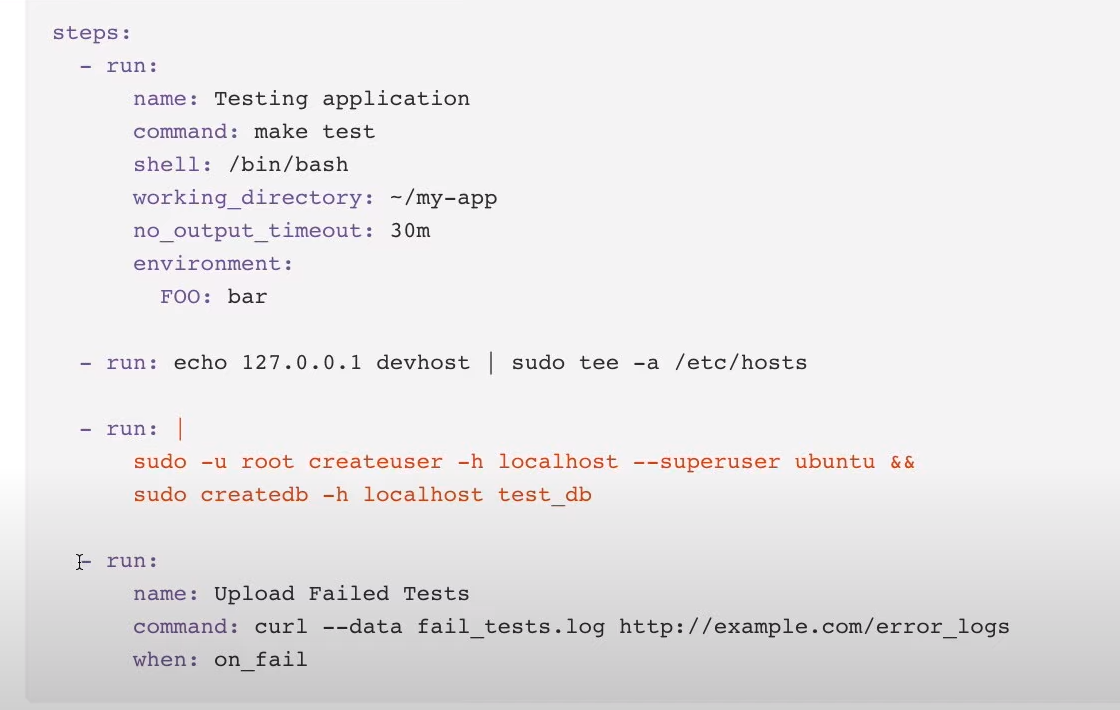 steps:
  - run:
      name: Testing application
      command: make test
      shell: /bin/bash
      working_directory: ~/my-app
      no_output_timeout: 30m
      environment:
        FOO: bar
  - run: echo 127.0.0.1 devhost | sudo tee -a /etc/hosts
  - run: |
      sudo -u root createuser -h localhost --superuser ubuntu &&
      sudo createdb -h localhost test_db
  - run:
      name: Upload Failed Tests
      command: curl --data fail_tests.log http://example.com/error_logs
      when: on_fail